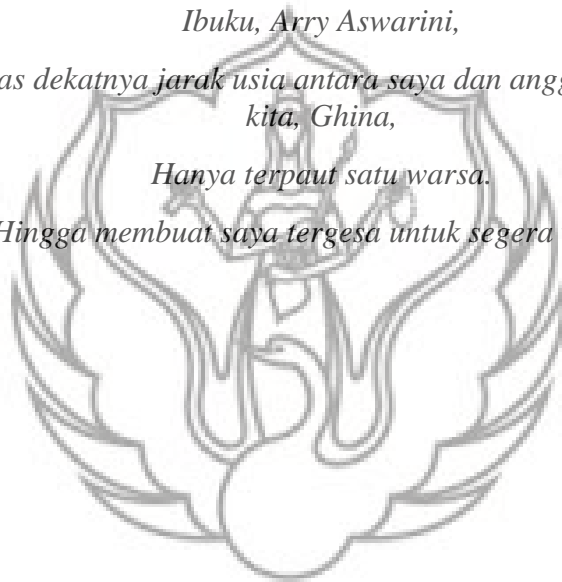 Ibuku, Arry Aswarini,
as dekatnya jarak usia antara saya dan angg
kita, Ghina,
Hanya terpaut satu warsa.
Hingga membuat saya tergesa untuk segera